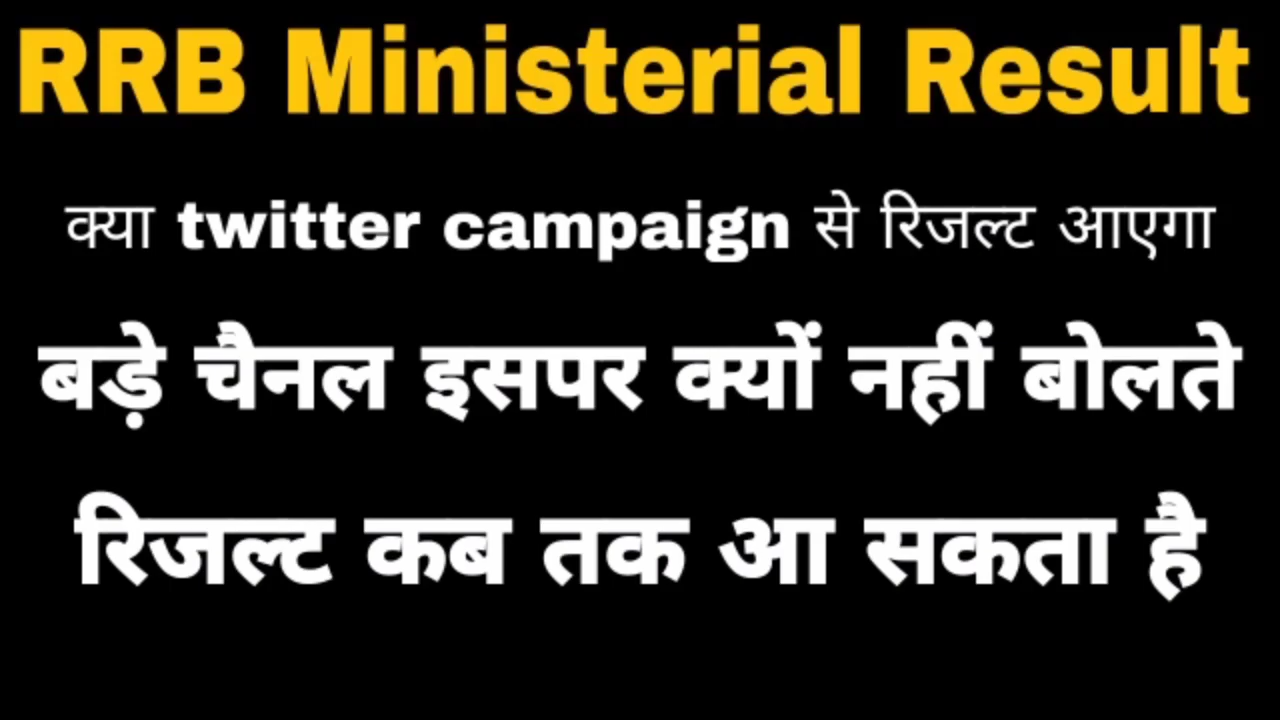 RRB Ministerial Result
क्या twitter campaign से रिजल्ट आएगा
बड़े चैनल इसपर क्यों नहीं बोलते
रिजल्ट कब तक आ सकता है